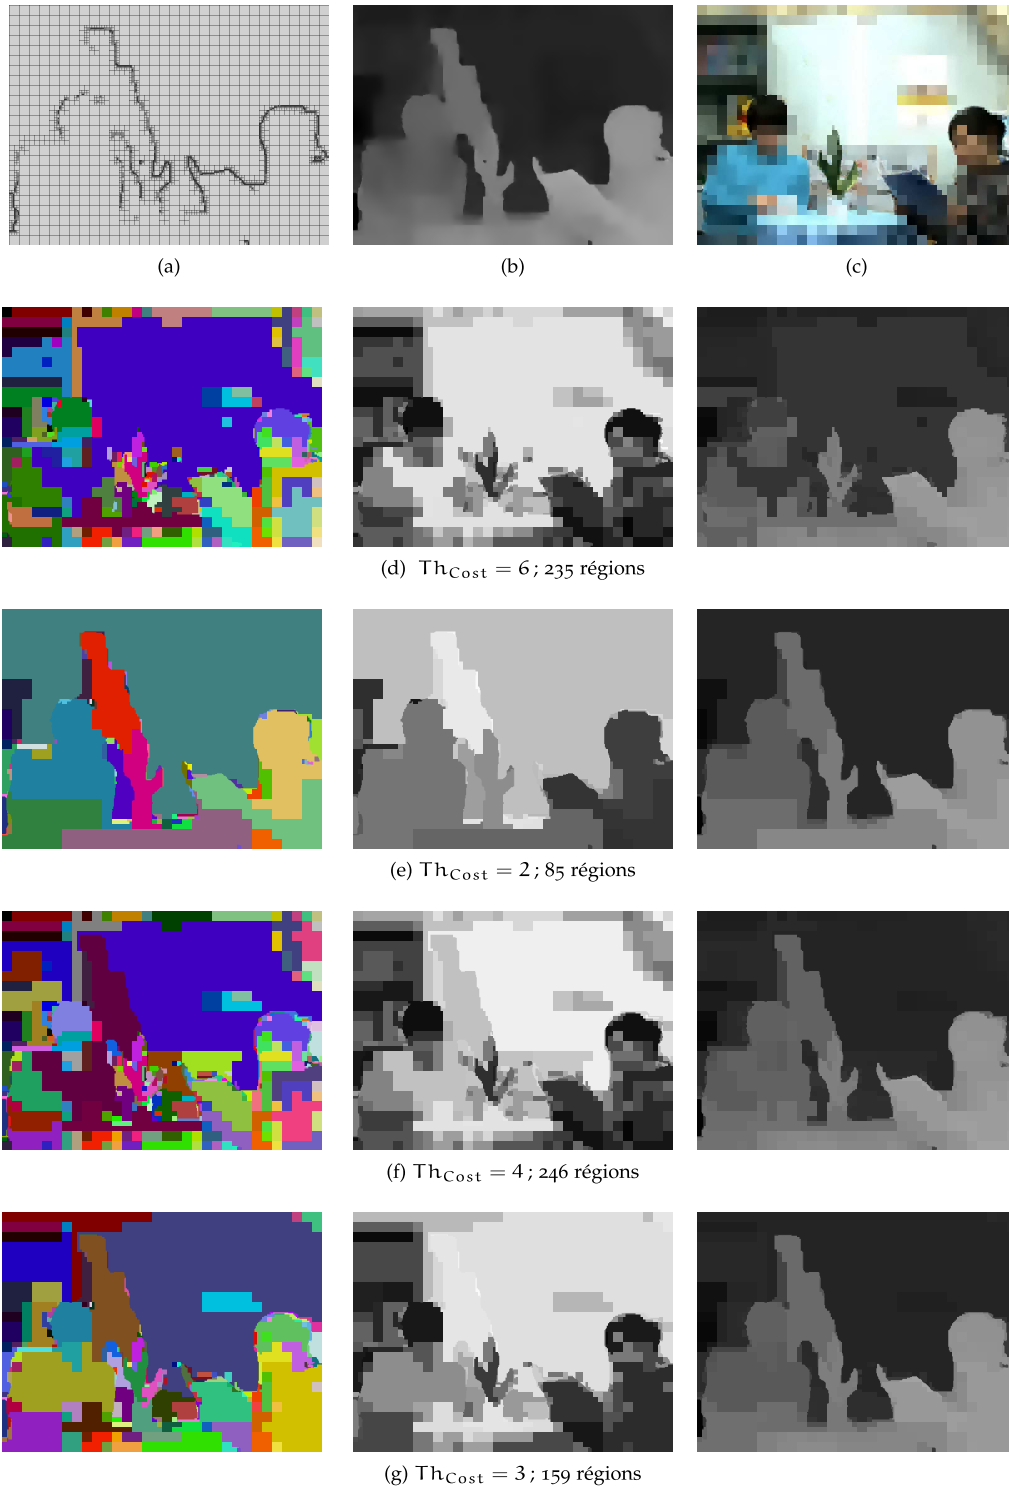 (a)
(b)
(c)
(d) Th_Cost = 6 ; 235 régions
(e) Th_Cost = 2 ; 85 régions
(f) Th_Cost = 4 ; 246 régions
(g) Th_Cost = 3 ; 159 régions